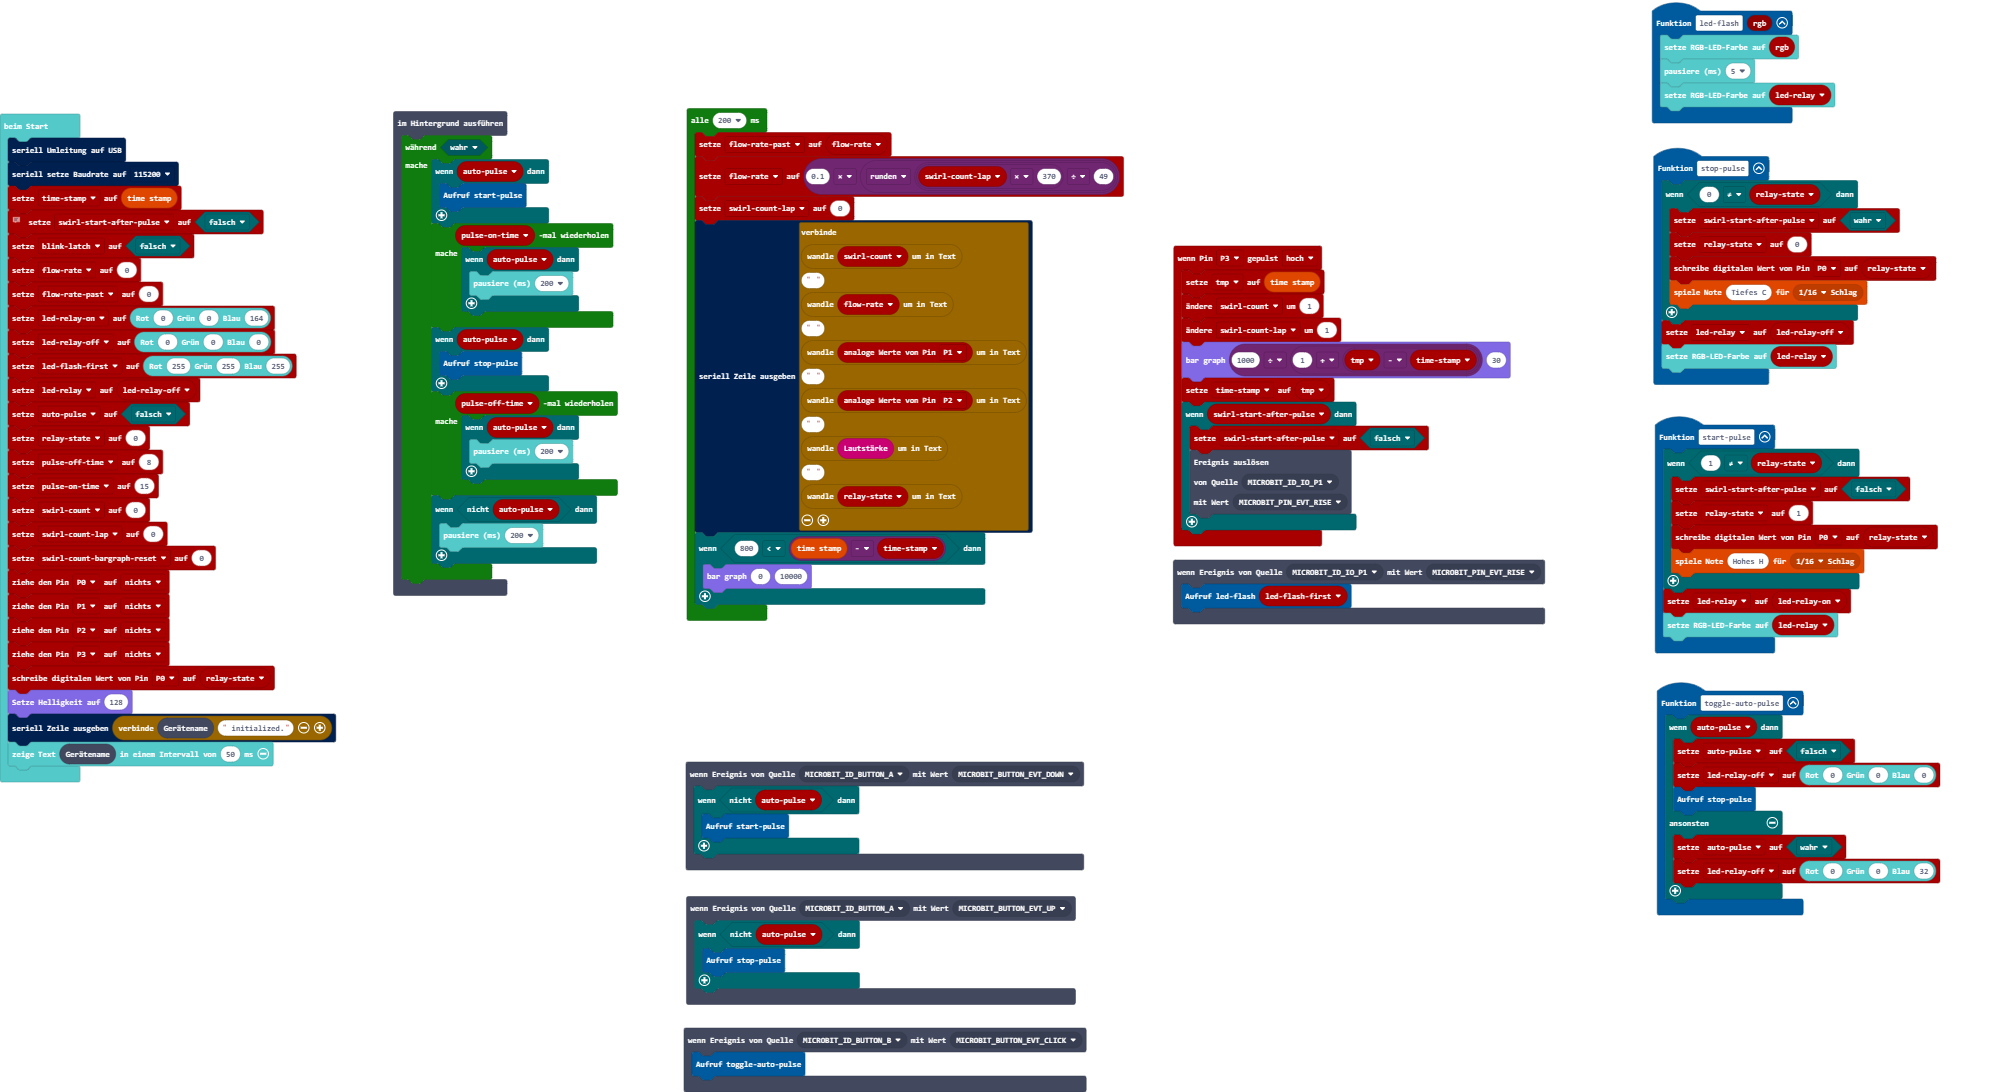 beim Start
seriell Umleitung auf USB
seriell setze Baudrate auf 115200
setze time-stamp auf time stamp
setze swirl-start-after-pulse auf falsch
setze blink-latch auf falsch
setze flow-rate auf 0
setze flow-rate-past auf 0
setze led-relay-on auf Rot 0 Grün 0 Blau 164
setze led-relay-off auf Rot 0 Grün 0 Blau 0
setze led-flash-first auf Rot 255 Grün 255 Blau 255
setze led-relay auf led-relay-off
setze auto-pulse auf falsch
setze relay-state auf 0
setze pulse-off-time auf 8
setze pulse-on-time auf 15
setze swirl-count auf 0
setze swirl-count-lap auf 0
setze swirl-count-bargraph-reset auf 0
ziehe den Pin P0 auf nichts
ziehe den Pin P1 auf nichts
ziehe den Pin P2 auf nichts
ziehe den Pin P3 auf nichts
schreibe digitalen Wert von Pin P0 auf relay-state
Setze Helligkeit auf 128
seriell Zeile ausgeben verbinde Gerätename " initialized."
zeige Text Gerätename in einem Intervall von 50 ms
im Hintergrund ausführen
während wahr
mache
wenn auto-pulse dann
Aufruf start-pulse
pulse-on-time -mal wiederholen
mache
wenn auto-pulse dann
pausiere (ms) 200
wenn auto-pulse dann
Aufruf stop-pulse
pulse-off-time -mal wiederholen
mache
wenn auto-pulse dann
pausiere (ms) 200
wenn nicht auto-pulse dann
pausiere (ms) 200
alle 200 ms
setze flow-rate-past auf flow-rate
setze flow-rate auf 0.1 × runden swirl-count-lap × 370 ÷ 49
setze swirl-count-lap auf 0
seriell Zeile ausgeben
verbinde
wandle swirl-count um in Text
" "
wandle flow-rate um in Text
" "
wandle analoge Werte von Pin P1 um in Text
" "
wandle analoge Werte von Pin P2 um in Text
" "
wandle Lautstärke um in Text
" "
wandle relay-state um in Text
wenn 800 < time stamp - time-stamp dann
bar graph 0 10000
wenn Ereignis von Quelle MICROBIT_ID_BUTTON_A mit Wert MICROBIT_BUTTON_EVT_DOWN
wenn nicht auto-pulse dann
Aufruf start-pulse
wenn Ereignis von Quelle MICROBIT_ID_BUTTON_A mit Wert MICROBIT_BUTTON_EVT_UP
wenn nicht auto-pulse dann
Aufruf stop-pulse
wenn Ereignis von Quelle MICROBIT_ID_BUTTON_B mit Wert MICROBIT_BUTTON_EVT_CLICK
Aufruf toggle-auto-pulse
wenn Pin P3 gepulst hoch
setze tmp auf time stamp
ändere swirl-count um 1
ändere swirl-count-lap um 1
bar graph 1000 ÷ 1 + tmp - time-stamp 30
setze time-stamp auf tmp
wenn swirl-start-after-pulse dann
setze swirl-start-after-pulse auf falsch
Ereignis auslösen
von Quelle MICROBIT_ID_IO_P1
mit Wert MICROBIT_PIN_EVT_RISE
wenn Ereignis von Quelle MICROBIT_ID_IO_P1 mit Wert MICROBIT_PIN_EVT_RISE
Aufruf led-flash led-flash-first
Funktion led-flash rgb
setze RGB-LED-Farbe auf rgb
pausiere (ms) 5
setze RGB-LED-Farbe auf led-relay
Funktion stop-pulse
wenn 0 ≠ relay-state dann
setze swirl-start-after-pulse auf wahr
setze relay-state auf 0
schreibe digitalen Wert von Pin P0 auf relay-state
spiele Note Tiefes C für 1/16 Schlag
setze led-relay auf led-relay-off
setze RGB-LED-Farbe auf led-relay
Funktion start-pulse
wenn 1 ≠ relay-state dann
setze swirl-start-after-pulse auf falsch
setze relay-state auf 1
schreibe digitalen Wert von Pin P0 auf relay-state
spiele Note Hohes H für 1/16 Schlag
setze led-relay auf led-relay-on
setze RGB-LED-Farbe auf led-relay
Funktion toggle-auto-pulse
wenn auto-pulse dann
setze auto-pulse auf falsch
setze led-relay-off auf Rot 0 Grün 0 Blau 0
Aufruf stop-pulse
ansonsten
setze auto-pulse auf wahr
setze led-relay-off auf Rot 0 Grün 0 Blau 32